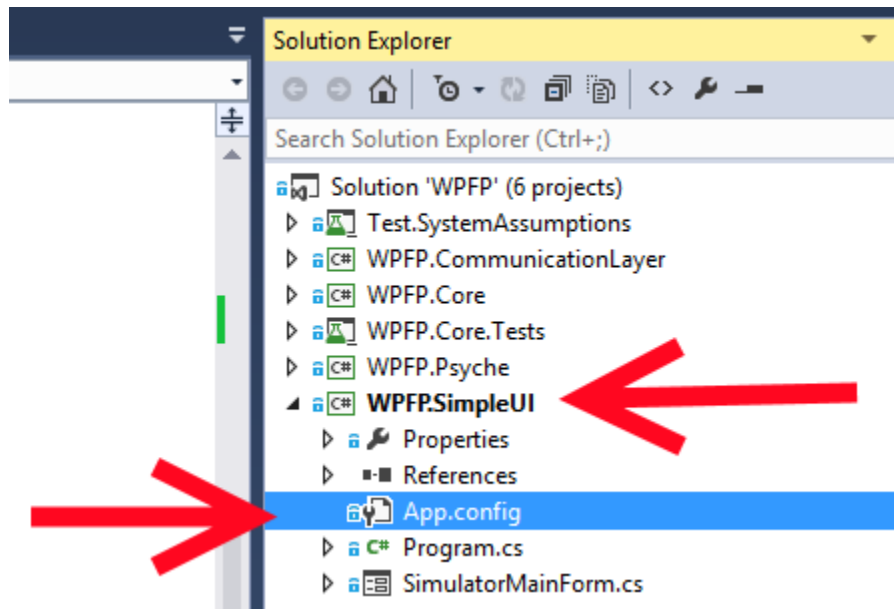 Solution Explorer
Search Solution Explorer (Ctrl+;)
Solution 'WPFP' (6 projects)
Test.SystemAssumptions
C# WPFP.CommunicationLayer
C# WPFP.Core
WPFP.Core.Tests
C# WPFP.Psyche
C# WPFP.SimpleUI
Properties
References
App.config
C# Program.cs
SimulatorMainForm.cs